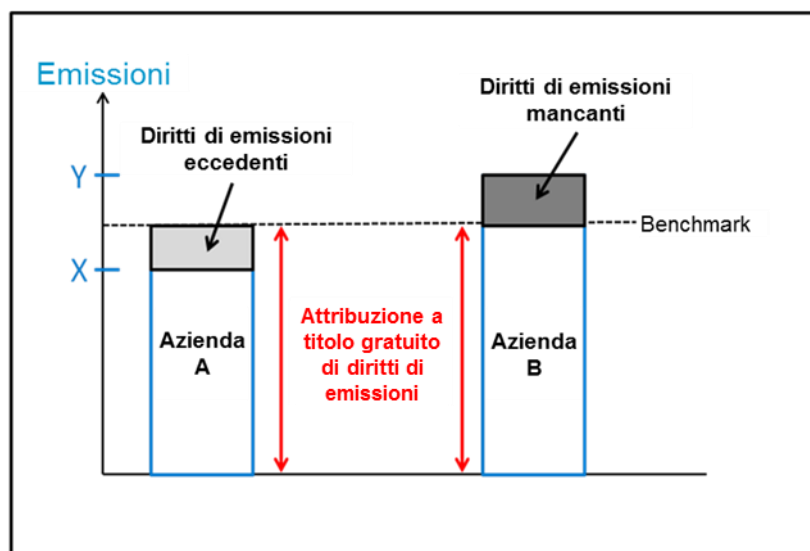 Emissioni
Diritti di emissioni
mancanti
Diritti di emissioni
eccedenti
Y
Benchmark
X
Attribuzione a
titolo gratuito
di diritti di
emissioni
Azienda
A
Azienda
B